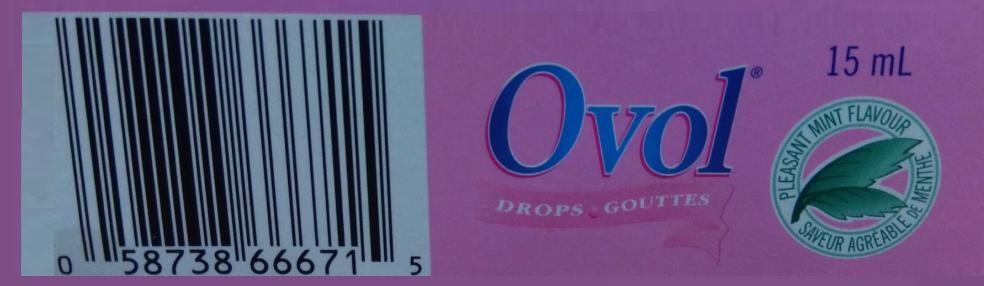 0 58738 66671 5
Ovol®
DROPS • GOUTTES
15 mL
PLEASANT MINT FLAVOUR
SAVEUR AGRÉABLE DE MENTHE